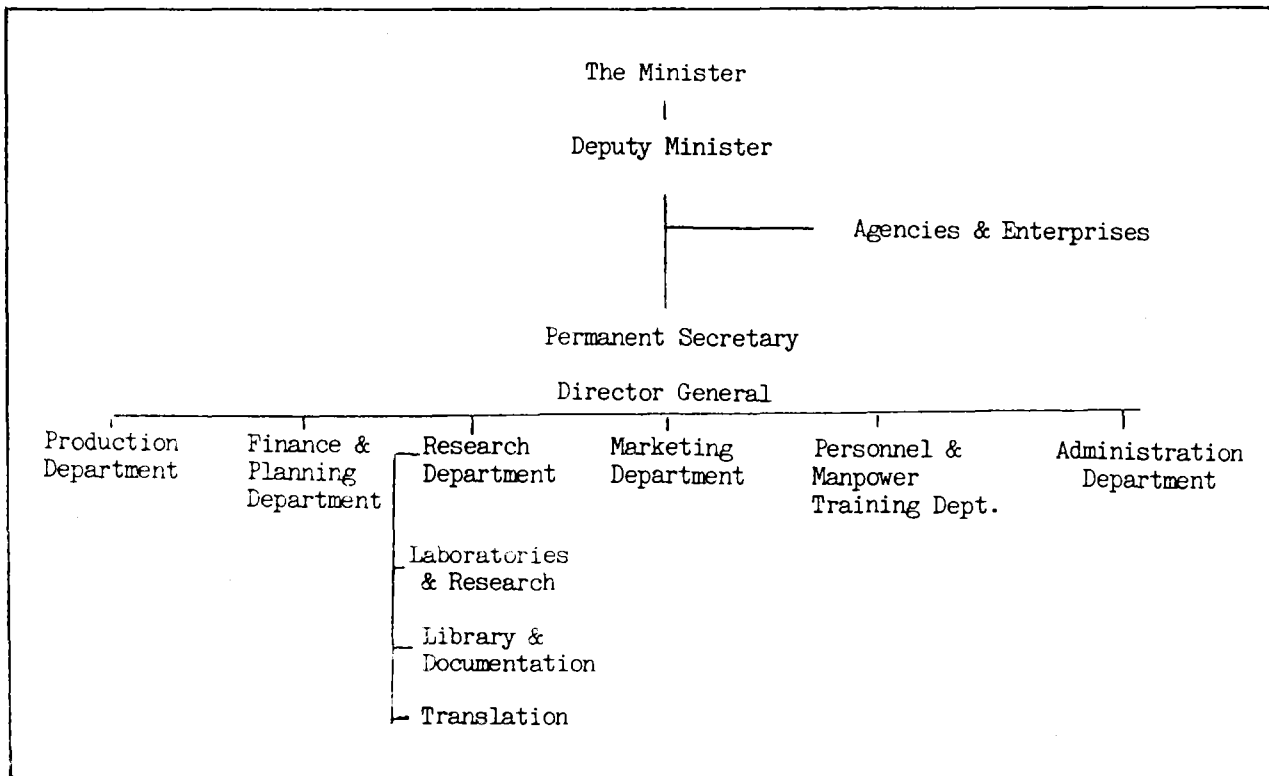 The Minister
Deputy Minister
Agencies & Enterprises
Permanent Secretary
Director General
Production
Department
Finance &
Planning
Department
Research
Department
Marketing
Department
Personnel &
Manpower
Training Dept.
Administration
Department
Laboratories
& Research
Library &
Documentation
Translation